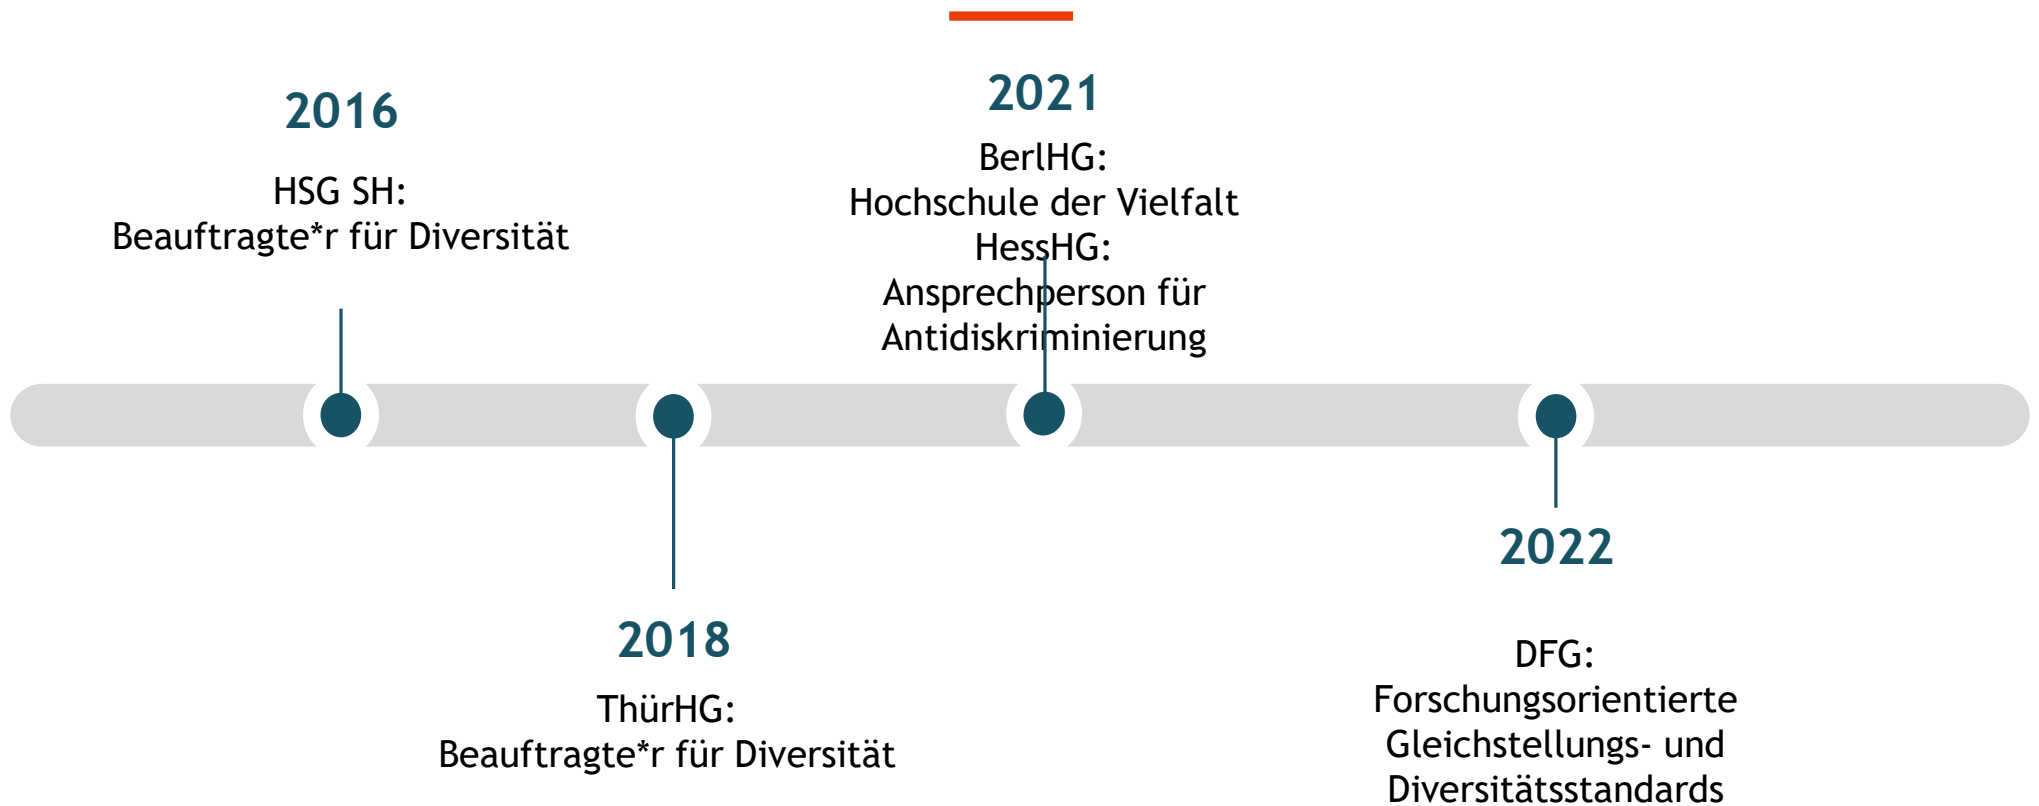 2016
HSG SH:
Beauftragte*r für Diversität
2018
ThürHG:
Beauftragte*r für Diversität
2021
BerlHG:
Hochschule der Vielfalt
HessHG:
Ansprechperson für
Antidiskriminierung
2022
DFG:
Forschungsorientierte
Gleichstellungs- und
Diversitätsstandards